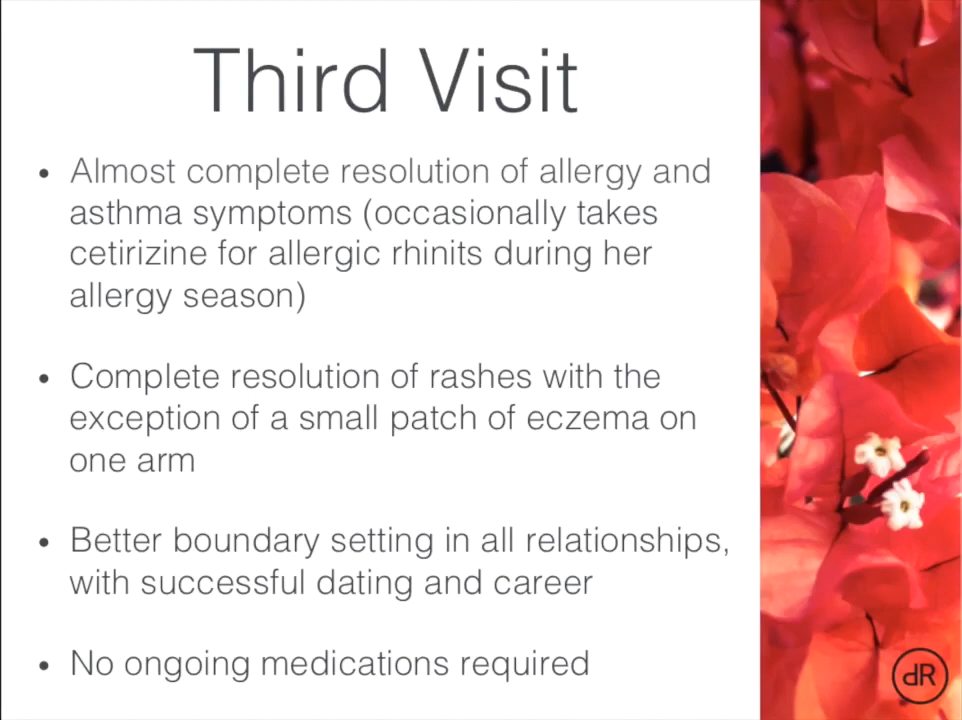 Third Visit
• Almost complete resolution of allergy and
asthma symptoms (occasionally takes
cetirizine for allergic rhinits during her
allergy season)
• Complete resolution of rashes with the
exception of a small patch of eczema on
one arm
• Better boundary setting in all relationships,
with successful dating and career
• No ongoing medications required
dR